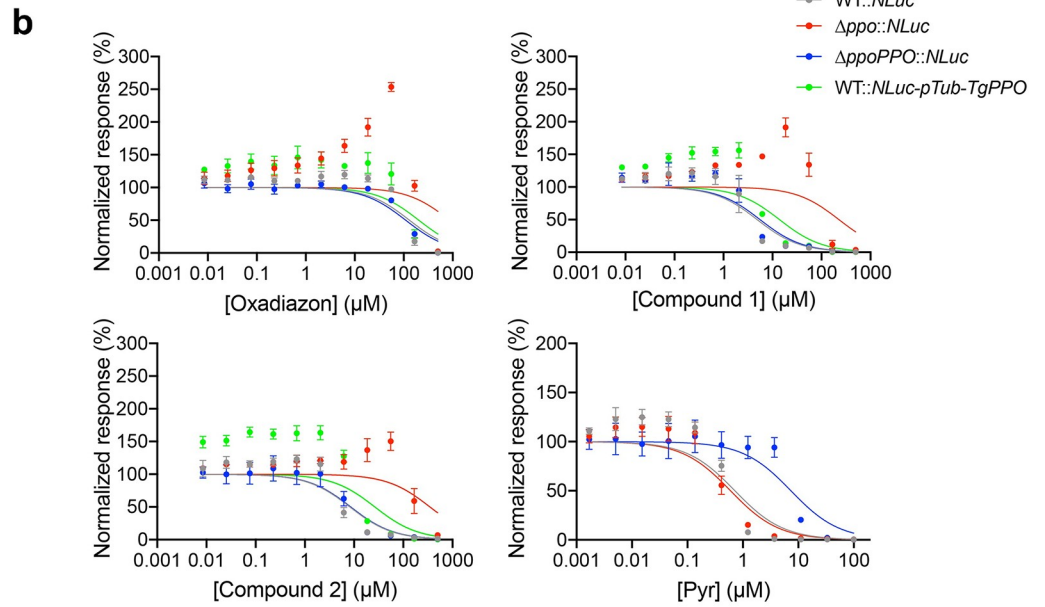 b
WT::NLuc
Δppo::NLuc
ΔppoPPO::NLuc
WT::NLuc-pTub-TgPPO
Normalized response (%)
300
250
200
150
100
50
0
0.001 0.01 0.1 1 10 100 1000
[Oxadiazon] (µM)
Normalized response (%)
300
250
200
150
100
50
0
0.001 0.01 0.1 1 10 100 1000
[Compound 1] (µM)
Normalized response (%)
300
250
200
150
100
50
0
0.001 0.01 0.1 1 10 100 1000
[Compound 2] (µM)
Normalized response (%)
200
150
100
50
0
0.001 0.01 0.1 1 10 100
[Pyr] (µM)